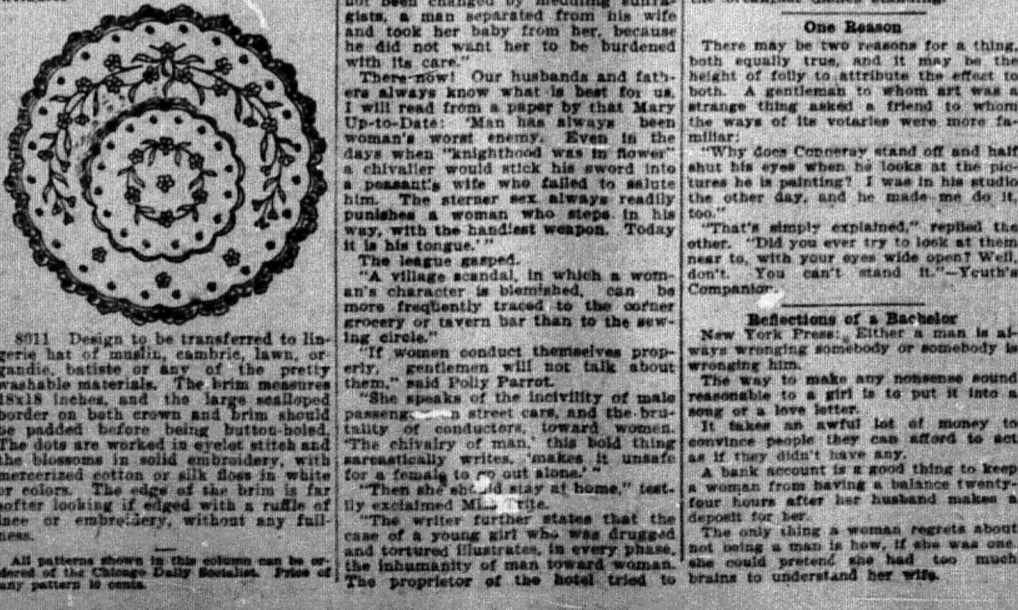 8011 Design to be transferred to lin-
gerie hat of muslin, cambric, lawn, or-
gandie, batiste or any of the pretty
washable materials. The brim measures
18x18 inches, and the large scalloped
border on both crown and brim should
be padded before being button-holed.
The dots are worked in eyelet stitch and
the blossoms in solid embroidery, with
mercerized cotton or silk floss in white
or colors. The edge of the brim is far
softer looking if edged with a ruffle of
lace or embroidery, without any full-
ness.
All patterns shown in this column can be or-
dered of the Chicago Daily Socialist. Price of
any pattern 10 cents.
not been changed by meddling suffra-
gists, a man separated from his wife
and took her baby from her, because
he did not want her to be burdened
with its care."
There now! Our husbands and fath-
ers always know what is best for us.
I will read from a paper by that Mary
Up-to-Date: 'Man has always been
woman's worst enemy. Even in the
days when "knighthood was in flower"
a chivalier would stick his sword into
a peasant's wife who failed to salute
him. The sterner sex always readily
punishes a woman who steps in his
way, with the handiest weapon. Today
it is his tongue.'"
The league gasped.
"A village scandal, in which a wom-
an's character is blemished, can be
more frequently traced to the corner
grocery or tavern bar than to the sew-
ing circle."
"If women conduct themselves prop-
erly, gentlemen will not talk about
them," said Polly Parrot.
"She speaks of the incivility of male
street cars, and the bru-
tality of conductors, toward women.
'The chivalry of man,' this bold thing
sarcastically writes, 'makes it unsafe
for a female to go out alone.'"
"Then she should stay at home," test-
ily exclaimed
"The writer further states that the
case of a young girl who was drugged
and tortured illustrates, in every phase,
the inhumanity of man toward woman.
The proprietor of the hotel tried to
One Reason
There may be two reasons for a thing,
both equally true, and it may be the
height of folly to attribute the effect to
both. A gentleman to whom art was a
strange thing asked a friend to whom
the ways of its votaries were more fa-
miliar:
"Why does Conneray stand off and half
shut his eyes when he looks at the pic-
tures he is painting? I was in his studio
the other day, and he made me do it,
too."
"That's simply explained," replied the
other. "Did you ever try to look at them
near to, with your eyes wide open? Well,
don't. You can't stand it."—Youth's
Companion.
Reflections of a Bachelor
New York Press: Either a man is al-
ways wronging somebody or somebody is
wronging him.
The way to make any nonsense sound
reasonable to a girl is to put it into a
song or a love letter.
It takes an awful lot of money to
convince people they can afford to act
as if they didn't have any.
A bank account is a good thing to keep
a woman from having a balance twenty-
four hours after her husband makes a
deposit for her.
The only thing a woman regrets about
not being a man is how, if she was one,
she could pretend she had too much
brains to understand her wife.